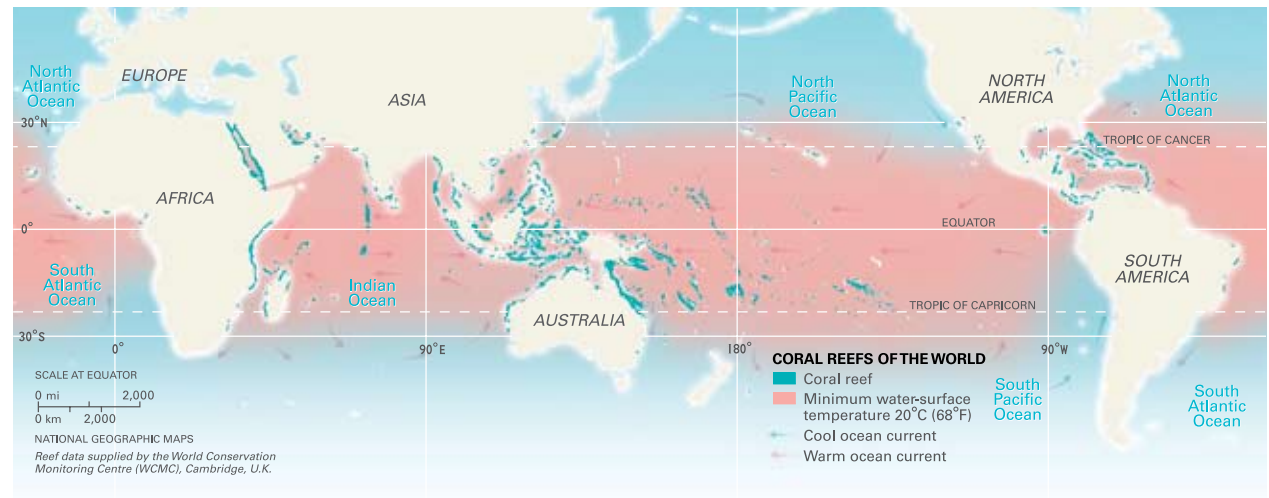 North
Atlantic
Ocean
EUROPE
ASIA
North
Pacific
Ocean
NORTH
AMERICA
North
Atlantic
Ocean
30°N
TROPIC OF CANCER
AFRICA
0°
EQUATOR
South
Atlantic
Ocean
Indian
Ocean
SOUTH
AMERICA
TROPIC OF CAPRICORN
AUSTRALIA
30°S
0°
90°E
180°
90°W
CORAL REEFS OF THE WORLD
Coral reef
Minimum water-surface
temperature 20°C (68°F)
Cool ocean current
Warm ocean current
South
Pacific
Ocean
South
Atlantic
Ocean
SCALE AT EQUATOR
0 mi 2,000
0 km 2,000
NATIONAL GEOGRAPHIC MAPS
Reef data supplied by the World Conservation
Monitoring Centre (WCMC), Cambridge, U.K.